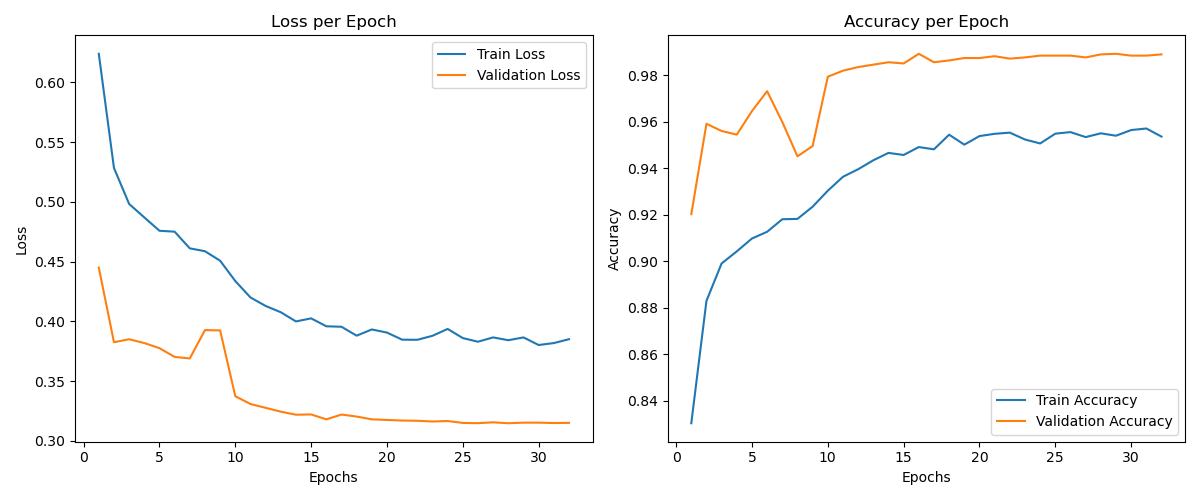 Loss per Epoch
Train Loss
Validation Loss
0.60
0.55
0.50
0.45
0.40
0.35
0.30
Loss
0
5
10
15
20
25
30
Epochs
Accuracy per Epoch
0.98
0.96
0.94
0.92
0.90
0.88
0.86
0.84
Accuracy
Train Accuracy
Validation Accuracy
0
5
10
15
20
25
30
Epochs